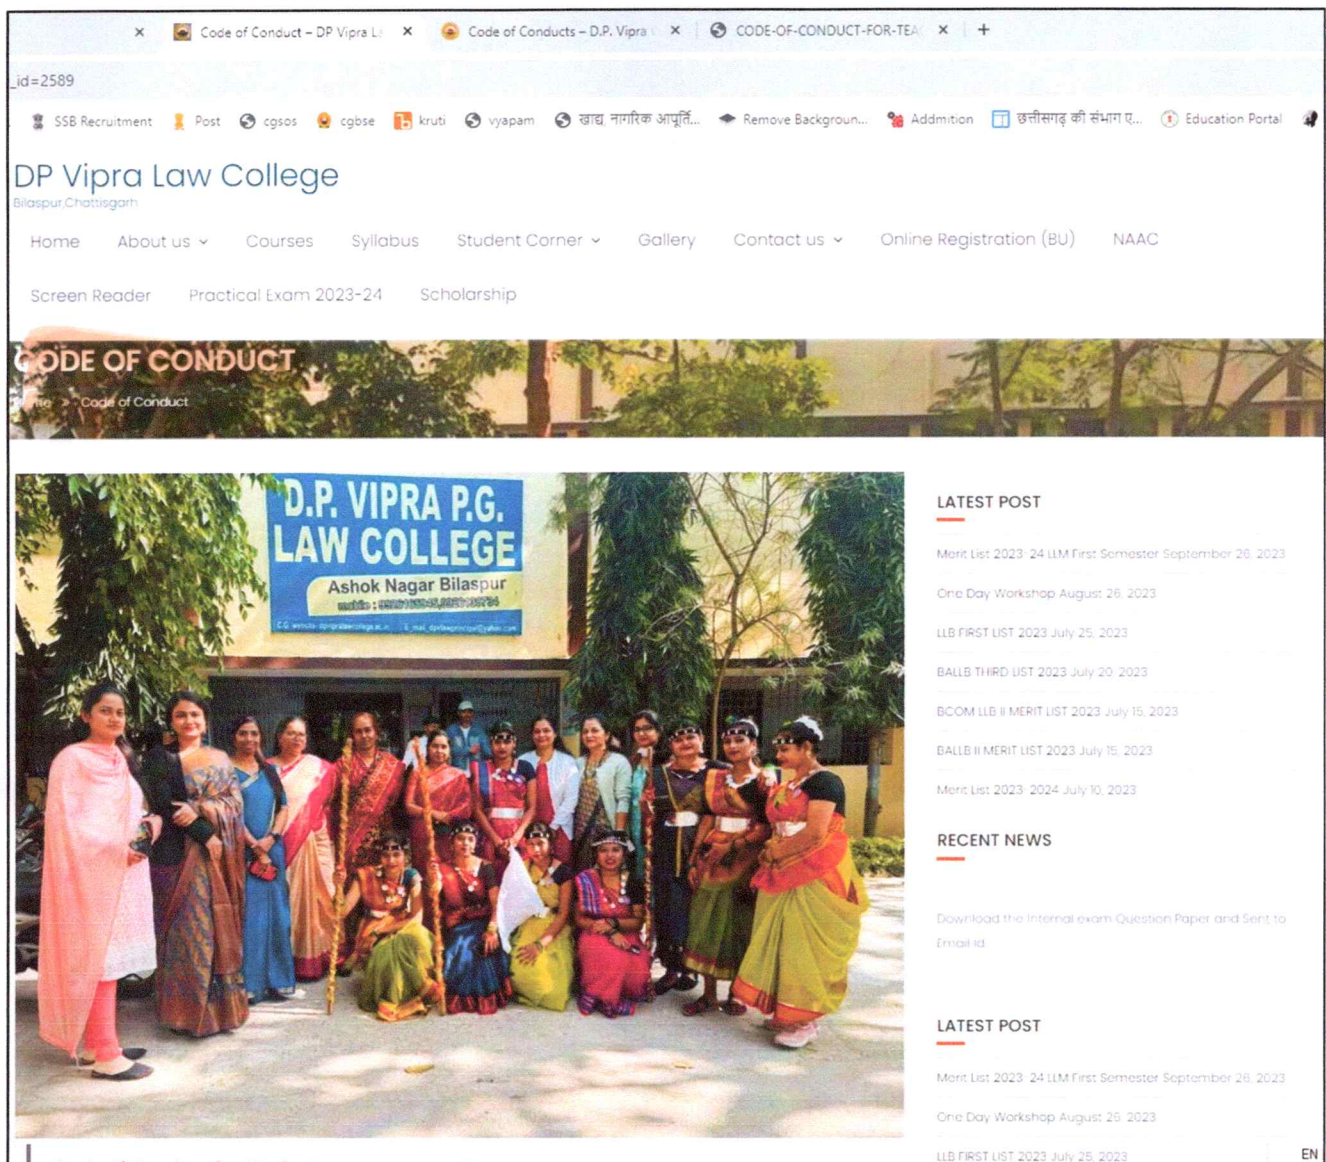 Code of Conduct – DP Vipra L
Code of Conducts – D.P. Vipra
CODE-OF-CONDUCT-FOR-TEA
_id=2589
SSB Recruitment
Post
cgsos
cgbse
kruti
vyapam
खाद्य, नागरिक आपूर्ति...
Remove Backgroun...
Addmition
छत्तीसगढ़ की संभाग ए...
Education Portal
DP Vipra Law College
Bilaspur,Chattisgarh
Home About us Courses Syllabus Student Corner Gallery Contact us Online Registration (BU) NAAC
Screen Reader Practical Exam 2023-24 Scholarship
CODE OF CONDUCT
> Code of Conduct
D.P. VIPRA P.G.
LAW COLLEGE
Ashok Nagar Bilaspur
LATEST POST
Merit List 2023-24 LLM First Semester September 26, 2023
One Day Workshop August 26, 2023
LLB FIRST LIST 2023 July 25, 2023
BALLB THIRD LIST 2023 July 20, 2023
BCOM LLB II MERIT LIST 2023 July 15, 2023
BALLB II MERIT LIST 2023 July 15, 2023
Merit List 2023-2024 July 10, 2023
RECENT NEWS
Download the Internal exam Question Paper and Sent to
Email Id
LATEST POST
Merit List 2023-24 LLM First Semester September 26, 2023
One Day Workshop August 26, 2023
LLB FIRST LIST 2023 July 25, 2023
EN